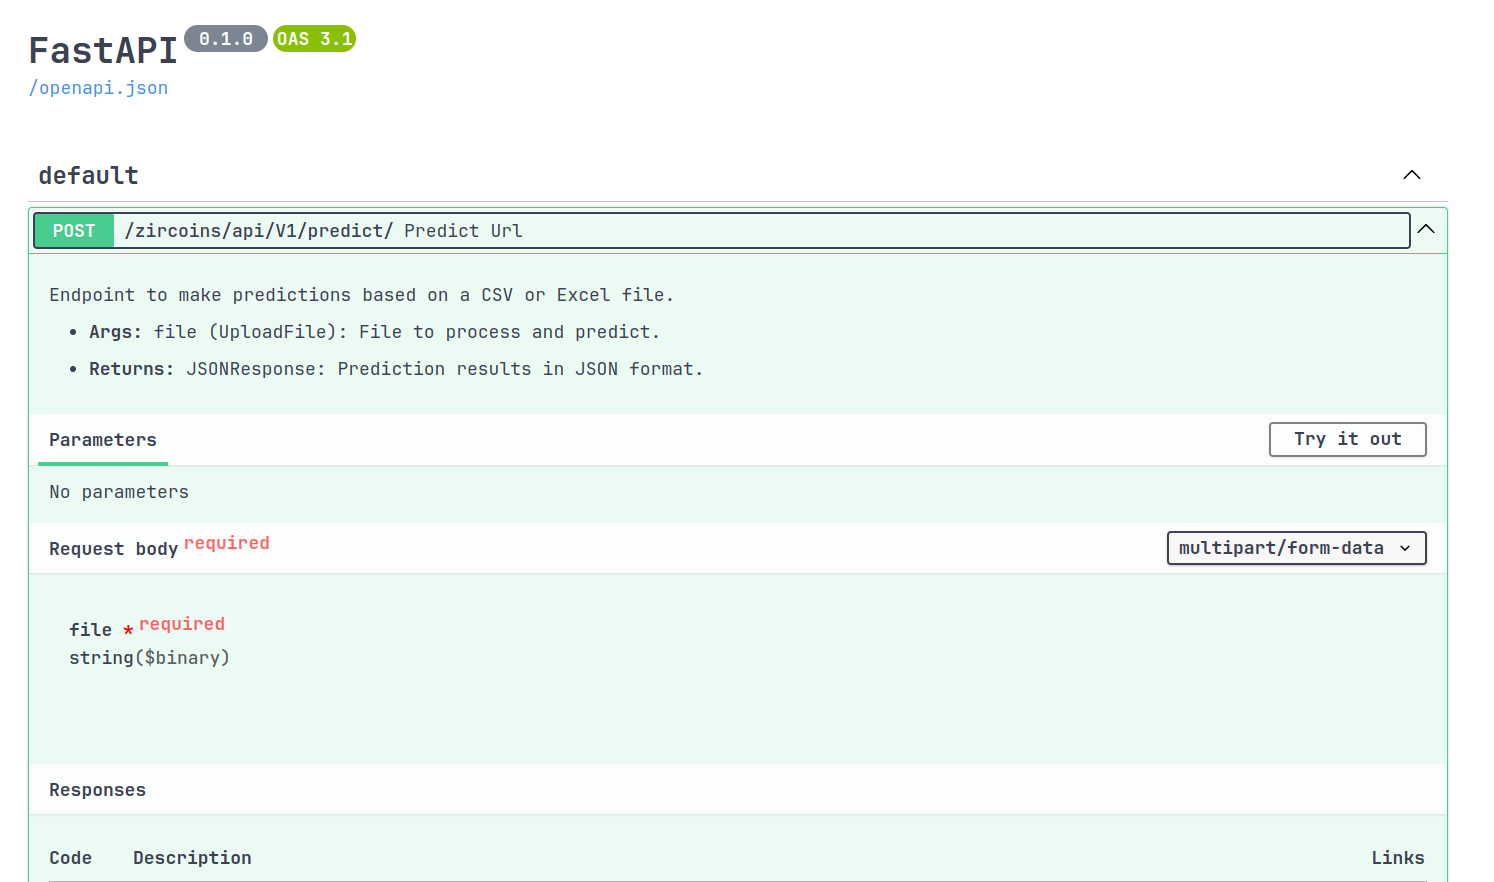 FastAPI 0.1.0 OAS 3.1
/openapi.json
default
POST /zircoins/api/V1/predict/ Predict Url
Endpoint to make predictions based on a CSV or Excel file.
• Args: file (UploadFile): File to process and predict.
• Returns: JSONResponse: Prediction results in JSON format.
Parameters Try it out
No parameters
Request body required multipart/form-data
file * required
string($binary)
Responses
Code Description Links